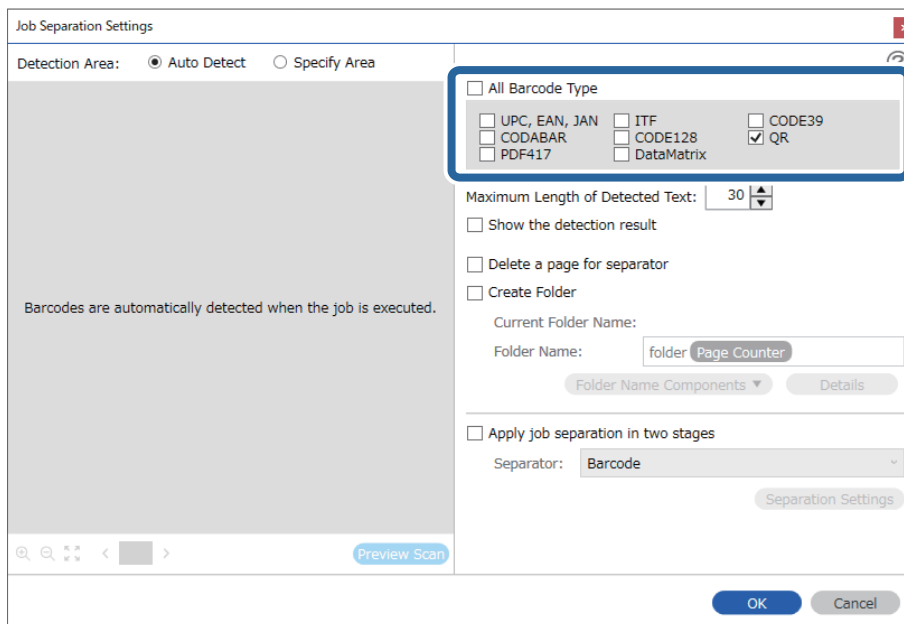 Job Separation Settings
Detection Area: Auto Detect Specify Area
All Barcode Type
UPC, EAN, JAN ITF CODE39
CODABAR CODE128 QR
PDF417 DataMatrix
Maximum Length of Detected Text: 30
Show the detection result
Delete a page for separator
Barcodes are automatically detected when the job is executed.
Create Folder
Current Folder Name:
Folder Name: folder Page Counter
Folder Name Components Details
Apply job separation in two stages
Separator: Barcode
Separation Settings
Preview Scan
OK Cancel